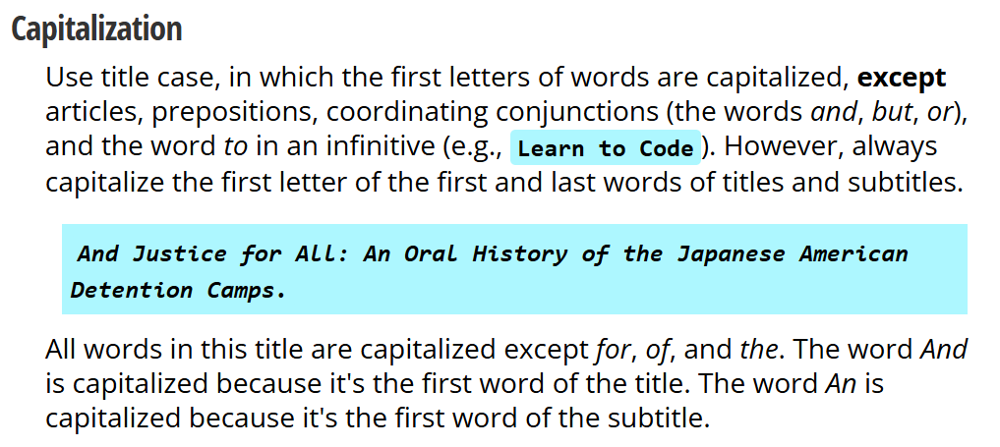 Capitalization
Use title case, in which the first letters of words are capitalized, except
articles, prepositions, coordinating conjunctions (the words and, but, or),
and the word to in an infinitive (e.g., Learn to Code). However, always
capitalize the first letter of the first and last words of titles and subtitles.
And Justice for All: An Oral History of the Japanese American
Detention Camps.
All words in this title are capitalized except for, of, and the. The word And
is capitalized because it's the first word of the title. The word An is
capitalized because it's the first word of the subtitle.